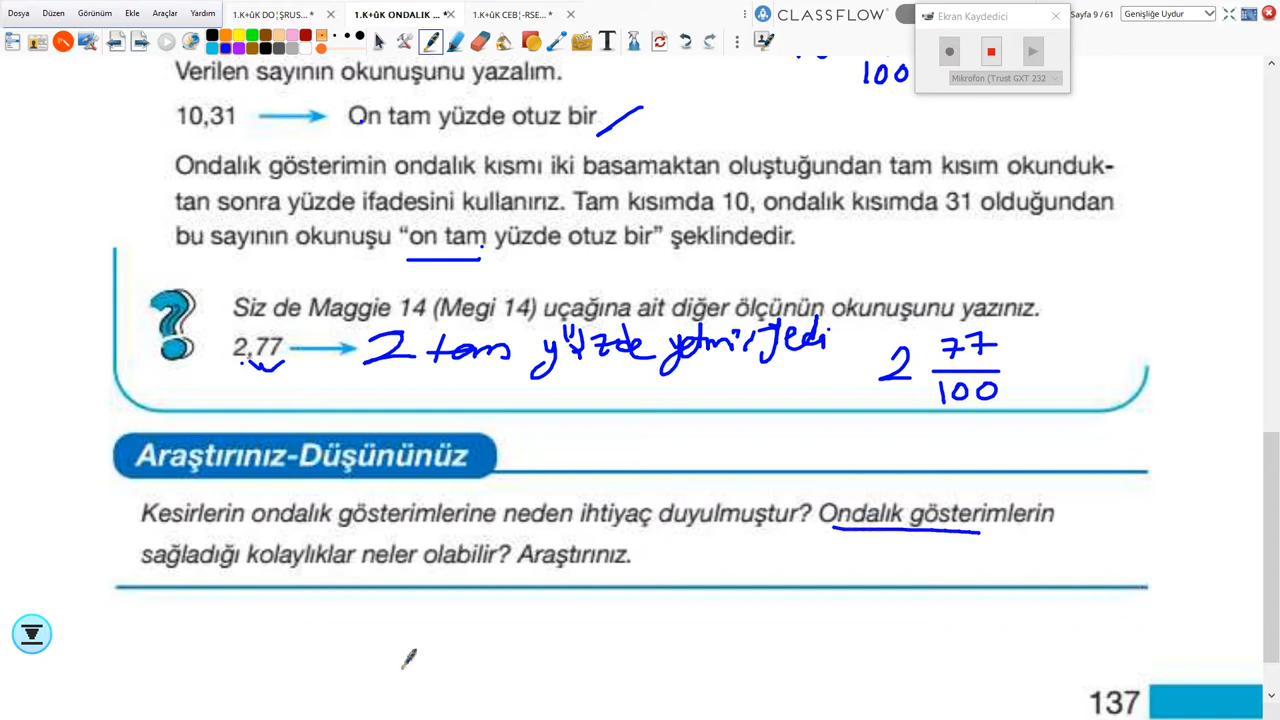 Dosya Düzen Görünüm Ekle Araçlar Yardım
1.K+ûK DO¦ŞRUS... * 1.K+ûK ONDALIK ... * 1.K+ûK CEB¦-RSE... *
CLASSFLOW
Ekran Kaydedici
Sayfa 9 / 61
Genişliğe Uydur
Mikrofon (Trust GXT 232
100
Verilen sayının okunuşunu yazalım.
10,31 On tam yüzde otuz bir
Ondalık gösterimin ondalık kısmı iki basamaktan oluştuğundan tam kısım okunduk-
tan sonra yüzde ifadesini kullanırız. Tam kısımda 10, ondalık kısımda 31 olduğundan
bu sayının okunuşu “on tam yüzde otuz bir” şeklindedir.
Siz de Maggie 14 (Megi 14) uçağına ait diğer ölçünün okunuşunu yazınız.
2,77 2 tam yüzde yetmiş yedi 2 77/100
Araştırınız-Düşününüz
Kesirlerin ondalık gösterimlerine neden ihtiyaç duyulmuştur? Ondalık gösterimlerin
sağladığı kolaylıklar neler olabilir? Araştırınız.
137